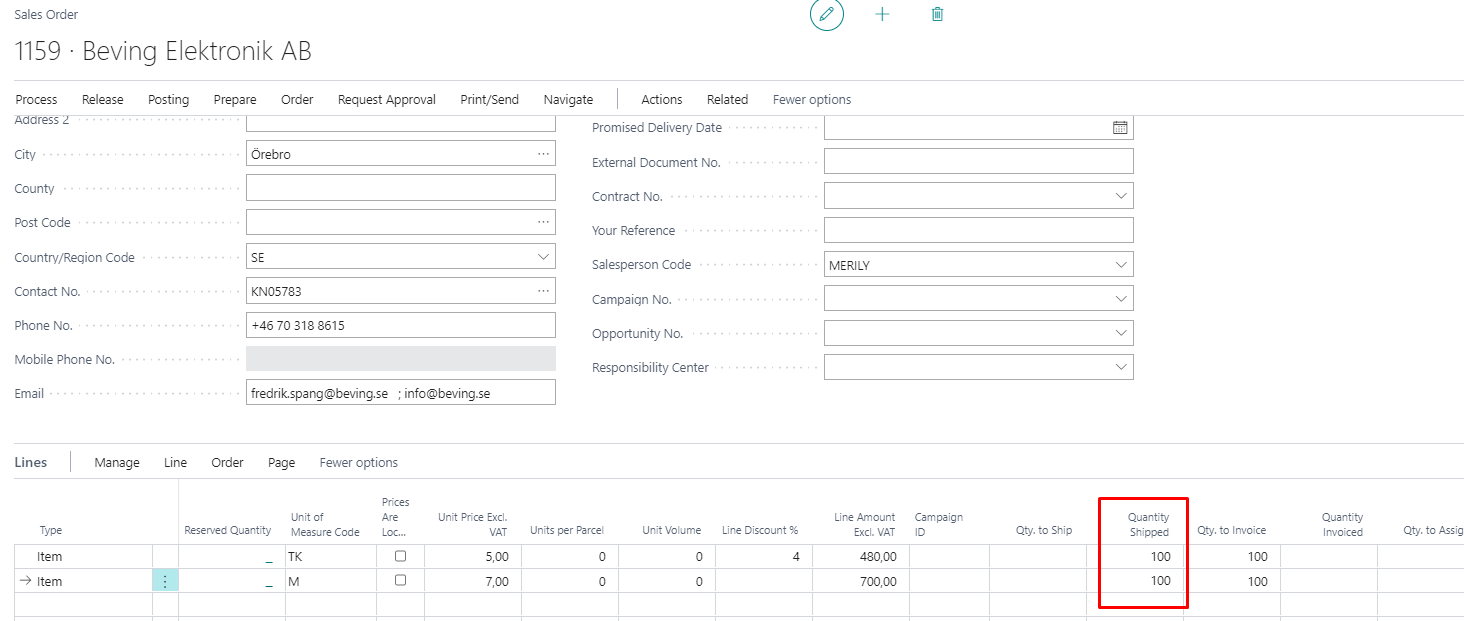 Sales Order
1159 · Beving Elektronik AB
Process Release Posting Prepare Order Request Approval Print/Send Navigate Actions Related Fewer options
Address 2
Promised Delivery Date
City Örebro
External Document No.
County
Contract No.
Post Code
Your Reference
Country/Region Code SE
Salesperson Code MERILY
Contact No. KN05783
Campaign No.
Phone No. +46 70 318 8615
Opportunity No.
Mobile Phone No.
Responsibility Center
Email fredrik.spang@beving.se ; info@beving.se
Lines Manage Line Order Page Fewer options
Type Reserved Quantity Unit of Measure Code Prices Are Loc... Unit Price Excl. VAT Units per Parcel Unit Volume Line Discount % Line Amount Excl. VAT Campaign ID Qty. to Ship Quantity Shipped Qty. to Invoice Quantity Invoiced Qty. to Assig
Item _ TK 5,00 0 0 4 480,00 100 100
Item _ M 7,00 0 0 700,00 100 100